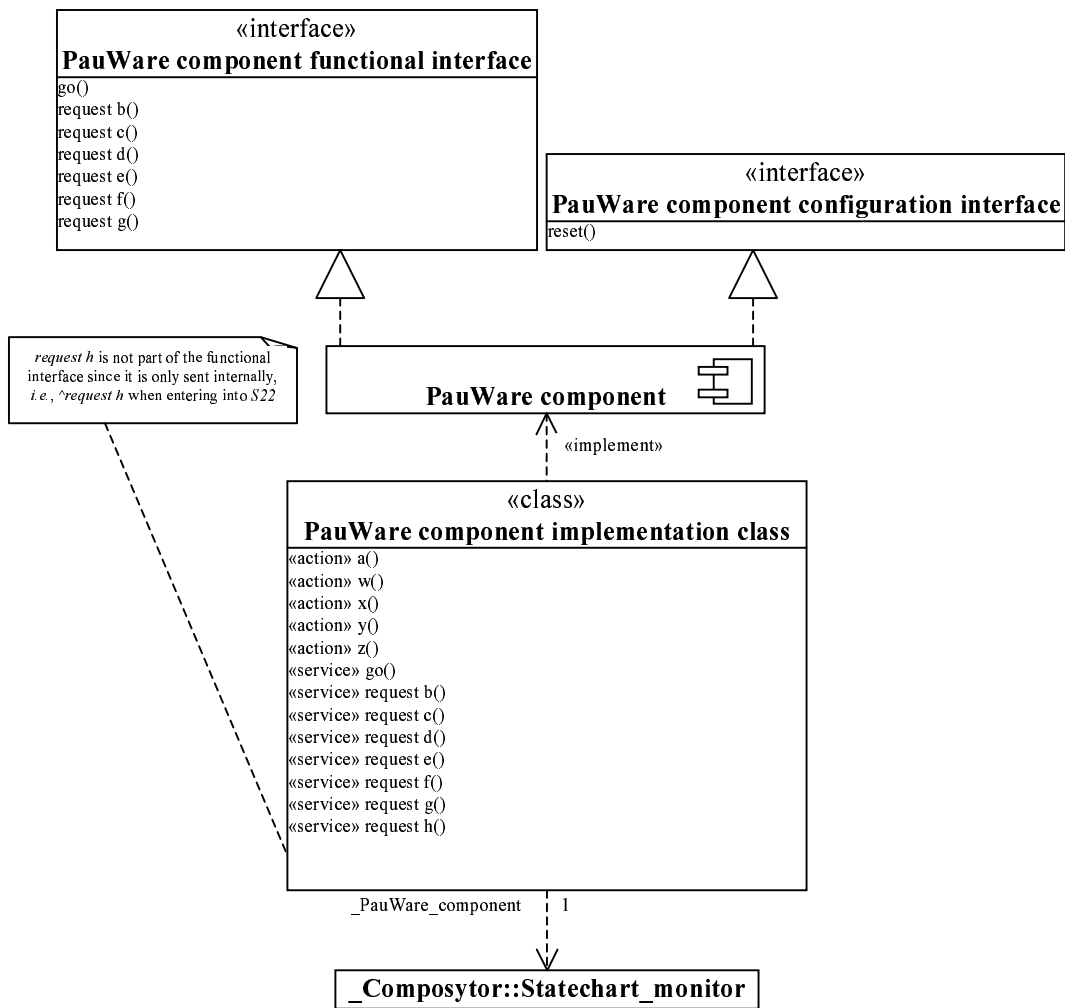 «interface»
PauWare component functional interface
go()
request b()
request c()
request d()
request e()
request f()
request g()
«interface»
PauWare component configuration interface
reset()
request h is not part of the functional
interface since it is only sent internally,
i.e., ^request h when entering into S22
PauWare component
«implement»
«class»
PauWare component implementation class
«action» a()
«action» w()
«action» x()
«action» y()
«action» z()
«service» go()
«service» request b()
«service» request c()
«service» request d()
«service» request e()
«service» request f()
«service» request g()
«service» request h()
_PauWare_component 1
_Composytor::Statechart_monitor